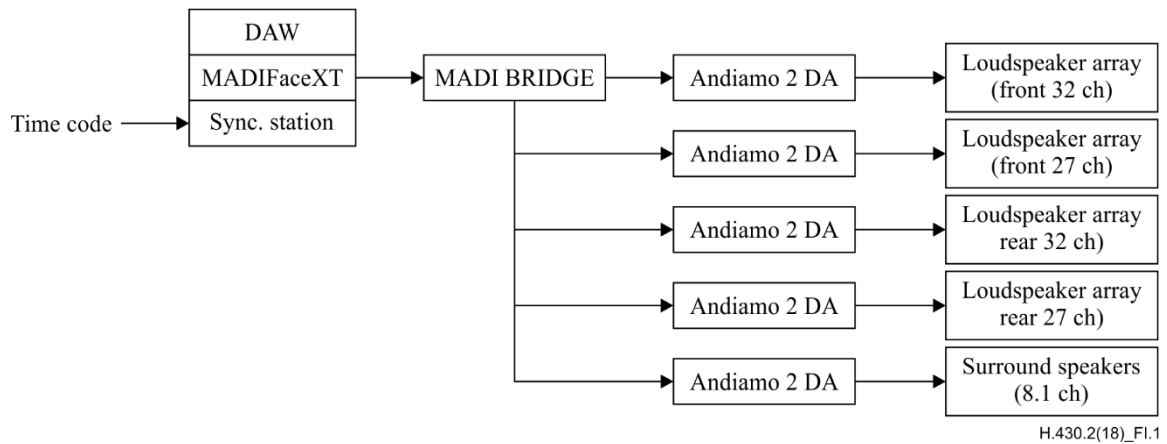 DAW
MADIFaceXT
Sync. station
Time code
MADI BRIDGE
Andiamo 2 DA
Loudspeaker array
(front 32 ch)
Andiamo 2 DA
Loudspeaker array
(front 27 ch)
Andiamo 2 DA
Loudspeaker array
rear 32 ch)
Andiamo 2 DA
Loudspeaker array
rear 27 ch)
Andiamo 2 DA
Surround speakers
(8.1 ch)
H.430.2(18)_FI.1